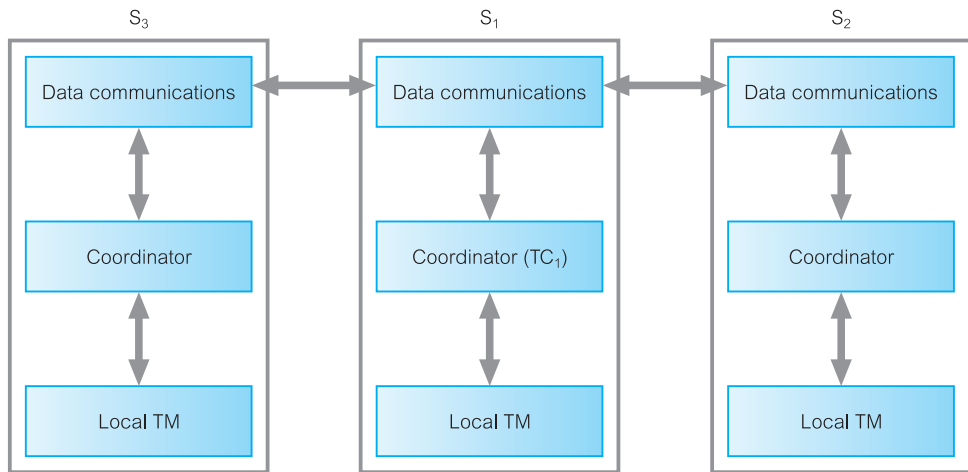 S₃
S₁
S₂
Data communications
Data communications
Data communications
Coordinator
Coordinator (TC₁)
Coordinator
Local TM
Local TM
Local TM